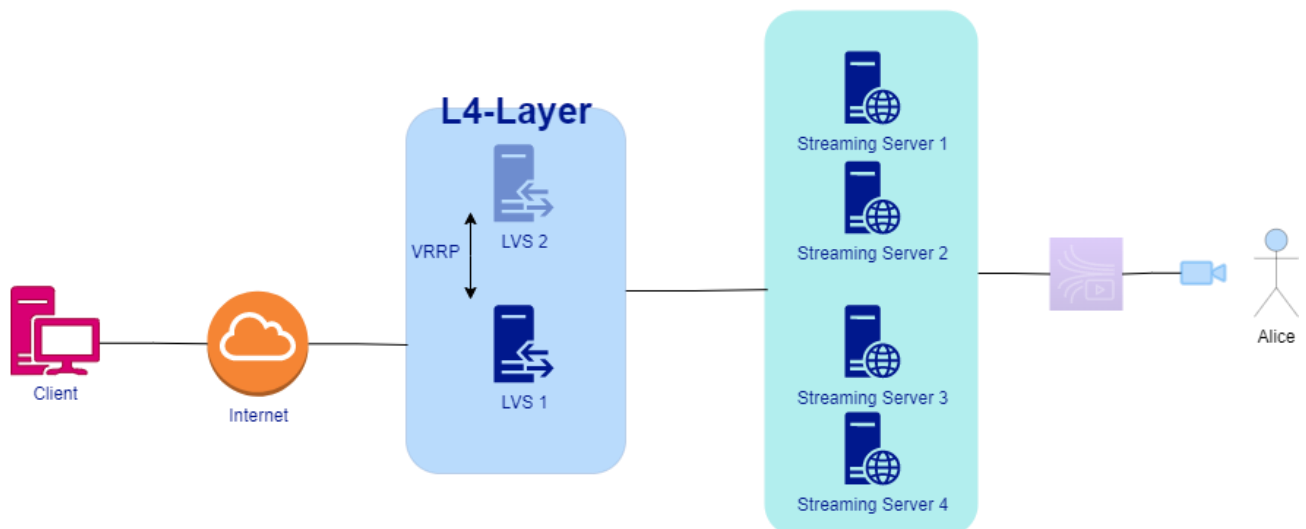 L4-Layer
LVS 2
VRRP
LVS 1
Client
Internet
Streaming Server 1
Streaming Server 2
Streaming Server 3
Streaming Server 4
Alice